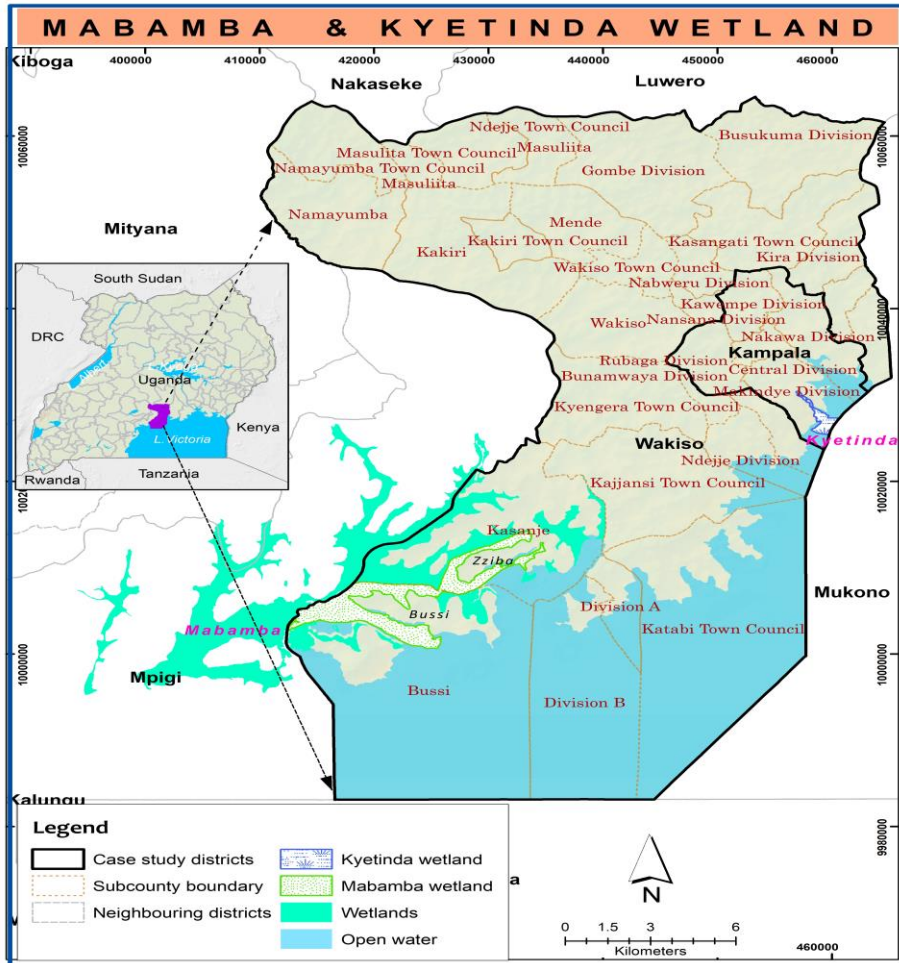 MABAMBA & KYETINDA WETLAND
Kiboga
400000
410000
420000
430000
440000
450000
460000
Nakaseke
Luwero
10060000
10060000
Ndejje Town Council
Busukuma Division
Masulita Town Council
Masuliita
Namayumba Town Council
Gombe Division
Masuliita
Namayumba
Mende
Mityana
Kakiri Town Council
Kasangati Town Council
Kakiri
Kira Division
Wakiso Town Council
Nabweru Division
South Sudan
Kawempe Division
10040000
Wakiso
Nansana Division
DRC
Nakawa Division
Albert
Kampala
Rubaga Division
Uganda
Central Division
Bunamwaya Division
Makindye Division
Kyengera Town Council
Kenya
L. Victoria
Wakiso
Kyetinda
Ndejje Division
Tanzania
Rwanda
Kajjansi Town Council
10020000
Kasanje
Zziba
Mukono
Bussi
Division A
Mabamba
Katabi Town Council
10000000
10000000
Mpigi
Bussi
Division B
Kalungu
Legend
9980000
Case study districts
Kyetinda wetland
Subcounty boundary
Mabamba wetland
Neighbouring districts
Wetlands
Open water
N
0 1.5 3 6
Kilometers
460000